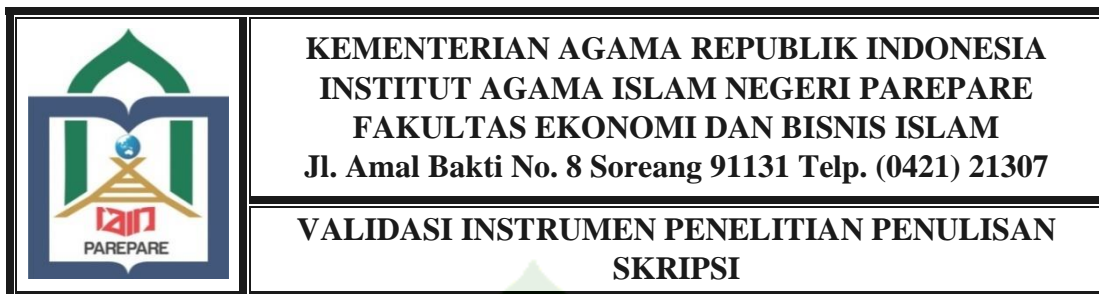 KEMENTERIAN AGAMA REPUBLIK INDONESIA
INSTITUT AGAMA ISLAM NEGERI PAREPARE
FAKULTAS EKONOMI DAN BISNIS ISLAM
Jl. Amal Bakti No. 8 Soreang 91131 Telp. (0421) 21307
VALIDASI INSTRUMEN PENELITIAN PENULISAN
SKRIPSI
IAIN
PAREPARE